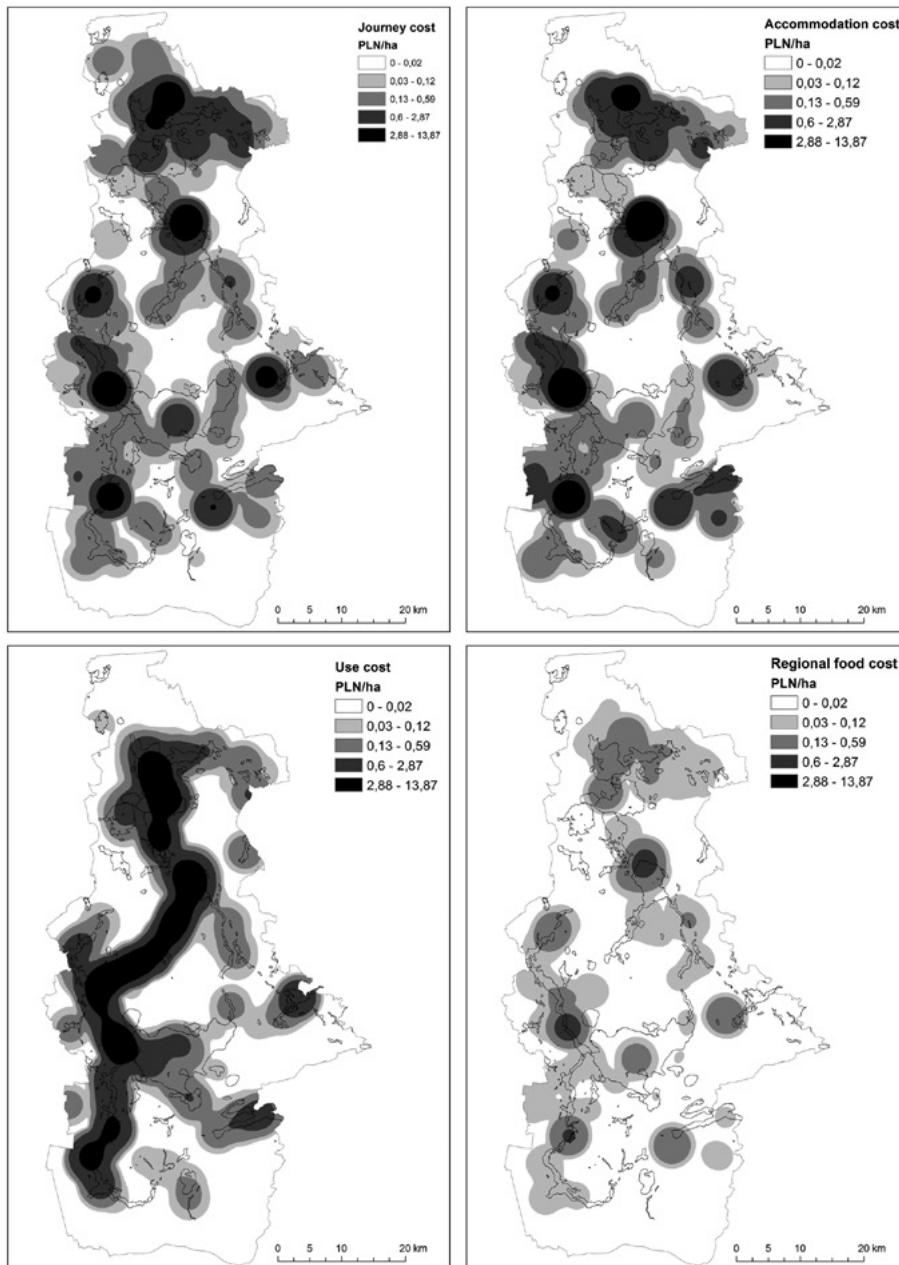 Journey cost
PLN/ha
0 - 0,02
0,03 - 0,12
0,13 - 0,59
0,6 - 2,87
2,88 - 13,87
0 5 10 20 km
Accommodation cost
PLN/ha
0 - 0,02
0,03 - 0,12
0,13 - 0,59
0,6 - 2,87
2,88 - 13,87
0 5 10 20 km
Use cost
PLN/ha
0 - 0,02
0,03 - 0,12
0,13 - 0,59
0,6 - 2,87
2,88 - 13,87
0 5 10 20 km
Regional food cost
PLN/ha
0 - 0,02
0,03 - 0,12
0,13 - 0,59
0,6 - 2,87
2,88 - 13,87
0 5 10 20 km